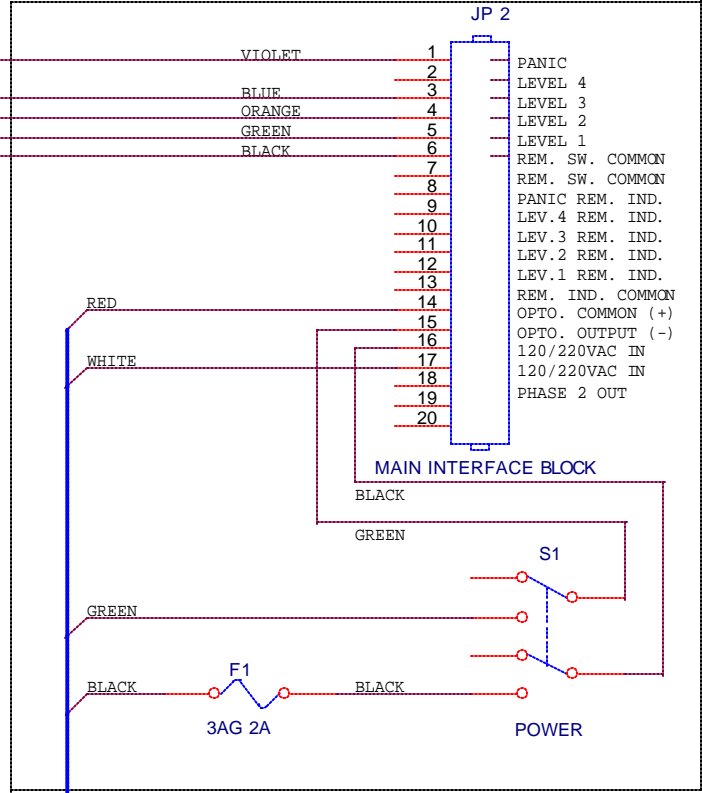 JP 2
VIOLET 1 PANIC
2 LEVEL 4
BLUE 3 LEVEL 3
ORANGE 4 LEVEL 2
GREEN 5 LEVEL 1
BLACK 6 REM. SW. COMMON
7 REM. SW. COMMON
8 PANIC REM. IND.
9 LEV.4 REM. IND.
10 LEV.3 REM. IND.
11 LEV.2 REM. IND.
12 LEV.1 REM. IND.
13 REM. IND. COMMON
RED 14 OPTO. COMMON (+)
15 OPTO. OUTPUT (-)
16 120/220VAC IN
WHITE 17 120/220VAC IN
18 PHASE 2 OUT
19
20
MAIN INTERFACE BLOCK
BLACK
GREEN
S1
GREEN
F1
BLACK BLACK
3AG 2A POWER